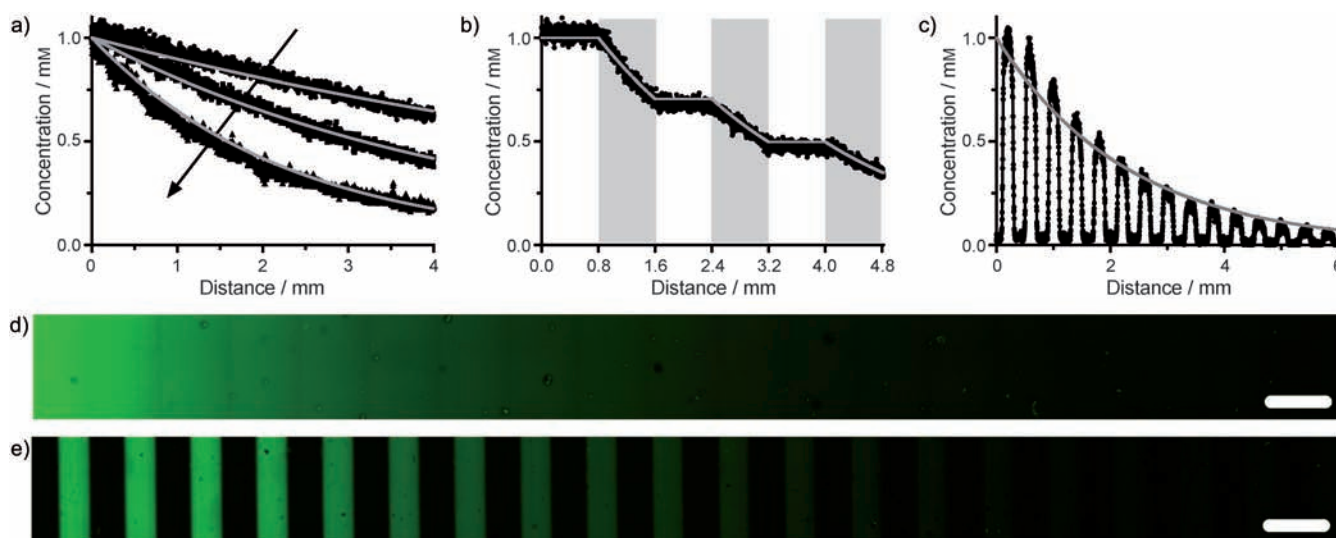 a)
Concentration / mM
1.0
0.5
0.0
0 1 2 3 4
Distance / mm
b)
Concentration / mM
1.0
0.5
0.0
0.0 0.8 1.6 2.4 3.2 4.0 4.8
Distance / mm
c)
Concentration / mM
1.0
0.5
0.0
0 2 4 6
Distance / mm
d)
e)